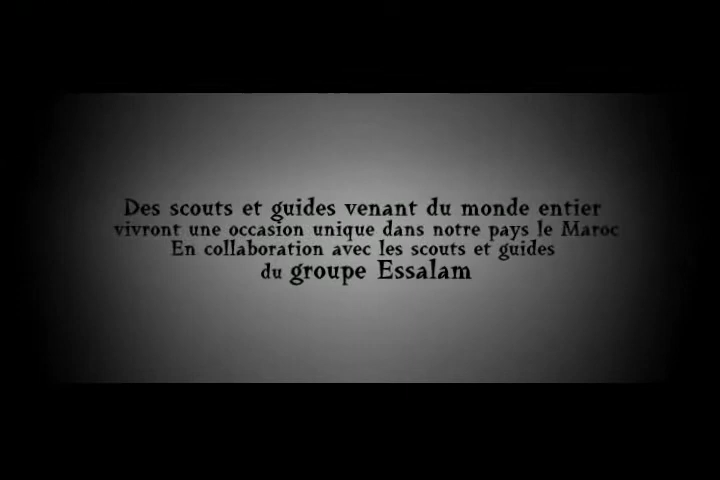 Des scouts et guides venant du monde entier
vivront une occasion unique dans notre pays le Maroc
En collaboration avec les scouts et guides
du groupe Essalam